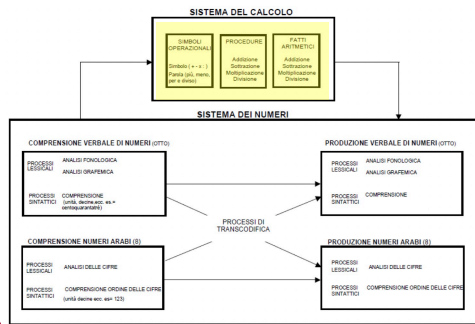 SISTEMA DEL CALCOLO
SIMBOLI
OPERAZIONALI
Simbolo ( + - x : )
Parola (più, meno,
per e diviso)
PROCEDURE
Addizione
Sottrazione
Moltiplicazione
Divisione
FATTI
ARITMETICI
Addizione
Sottrazione
Moltiplicazione
Divisione
SISTEMA DEI NUMERI
COMPRENSIONE VERBALE DI NUMERI (OTTO)
PROCESSI
LESSICALI
ANALISI FONOLOGICA
ANALISI GRAFEMICA
PROCESSI
SINTATTICI
COMPRENSIONE
(unità, decine.ecc. es.=
centoquarantatrè)
PRODUZIONE VERBALE DI NUMERI (OTTO)
PROCESSI
LESSICALI
ANALISI FONOLOGICA
ANALISI GRAFEMICA
PROCESSI
SINTATTICI
COMPRENSIONE
PROCESSI DI
TRANSCODIFICA
COMPRENSIONE NUMERI ARABI (8)
PROCESSI
LESSICALI
ANALISI DELLE CIFRE
PROCESSI
SINTATTICI
COMPRENSIONE ORDINE DELLE CIFRE
(unità decine ecc. es= 123)
PRODUZIONE NUMERI ARABI (8)
PROCESSI
LESSICALI
ANALISI DELLE CIFRE
PROCESSI
SINTATTICI
COMPRENSIONE ORDINE DELLE CIFRE